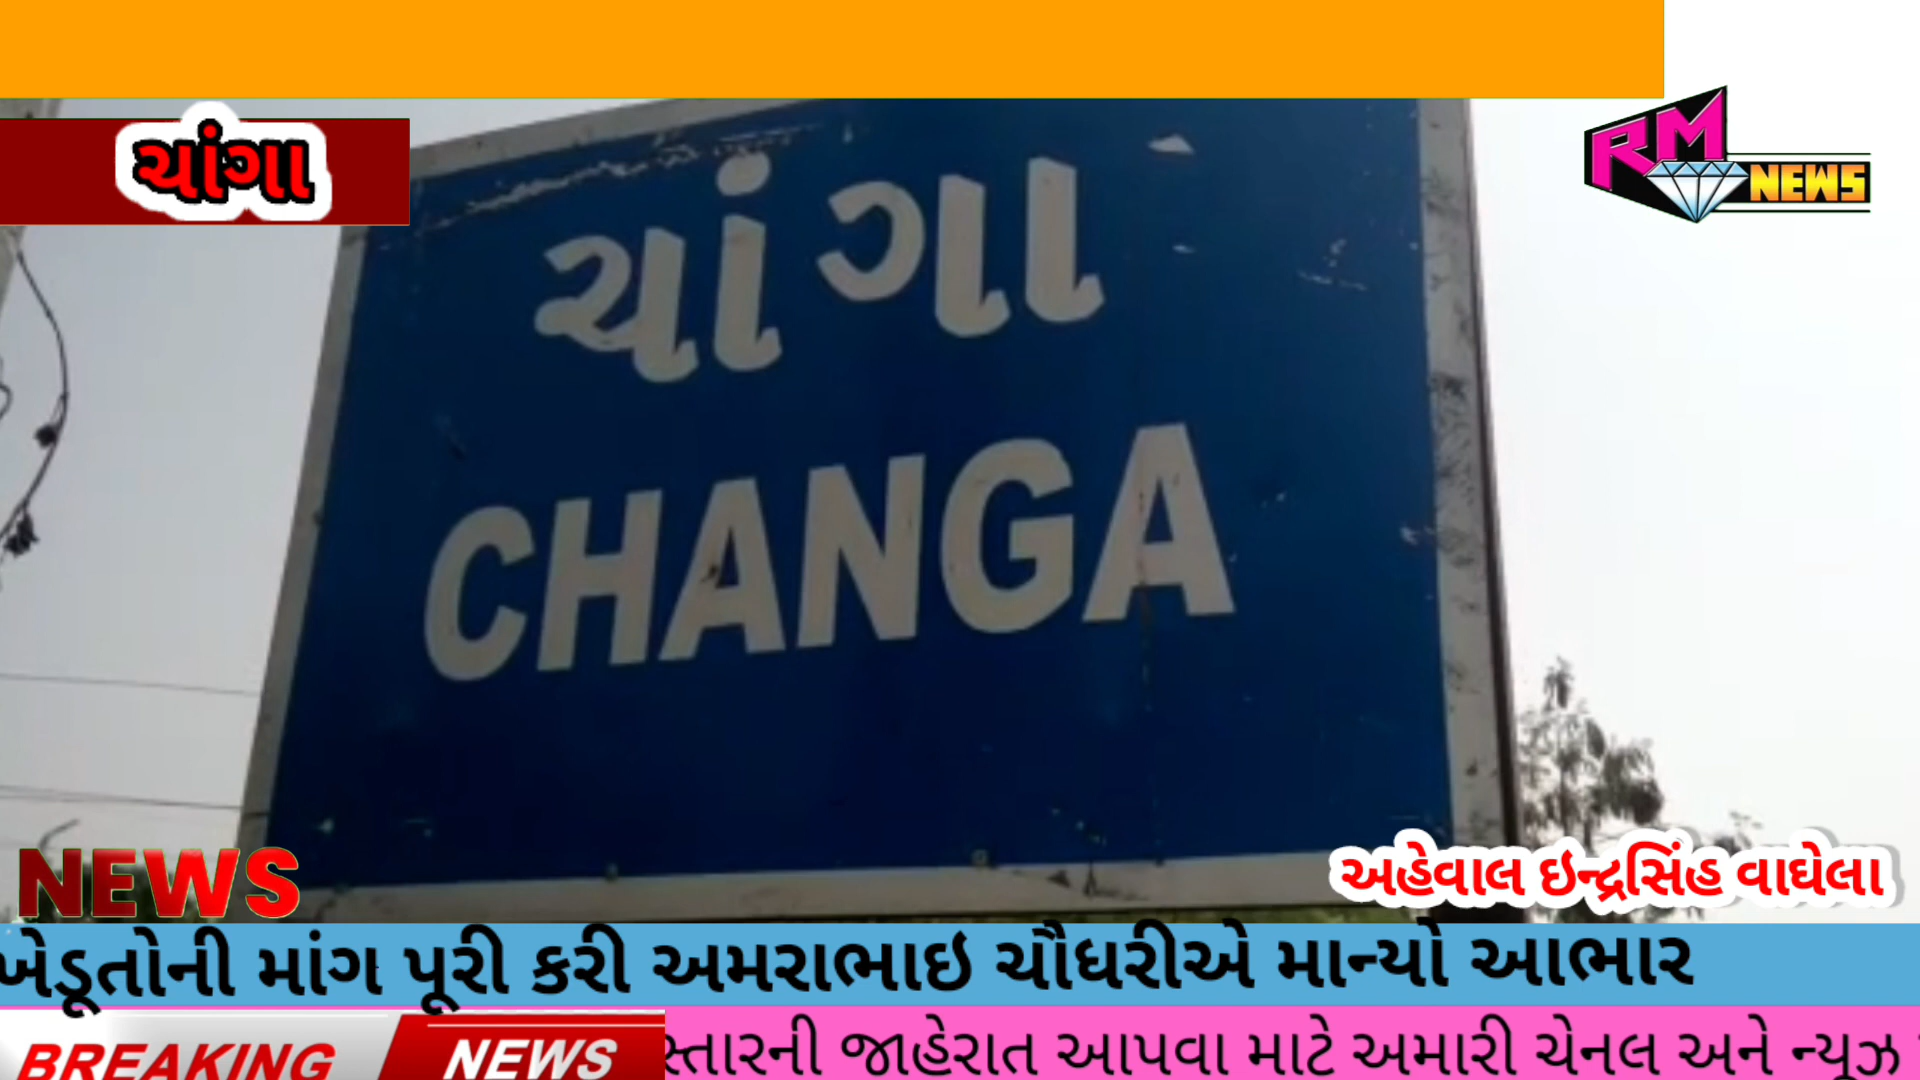 ચાંગા
RM NEWS
ચાંગા
CHANGA
NEWS
અહેવાલ ઇન્દ્રસિંહ વાઘેલા
ખેડૂતોની માંગ પૂરી કરી અમરાભાઇ ચૌધરીએ માન્યો આભાર
BREAKING NEWS
સ્તારની જાહેરાત આપવા માટે અમારી ચેનલ અને ન્યૂઝ